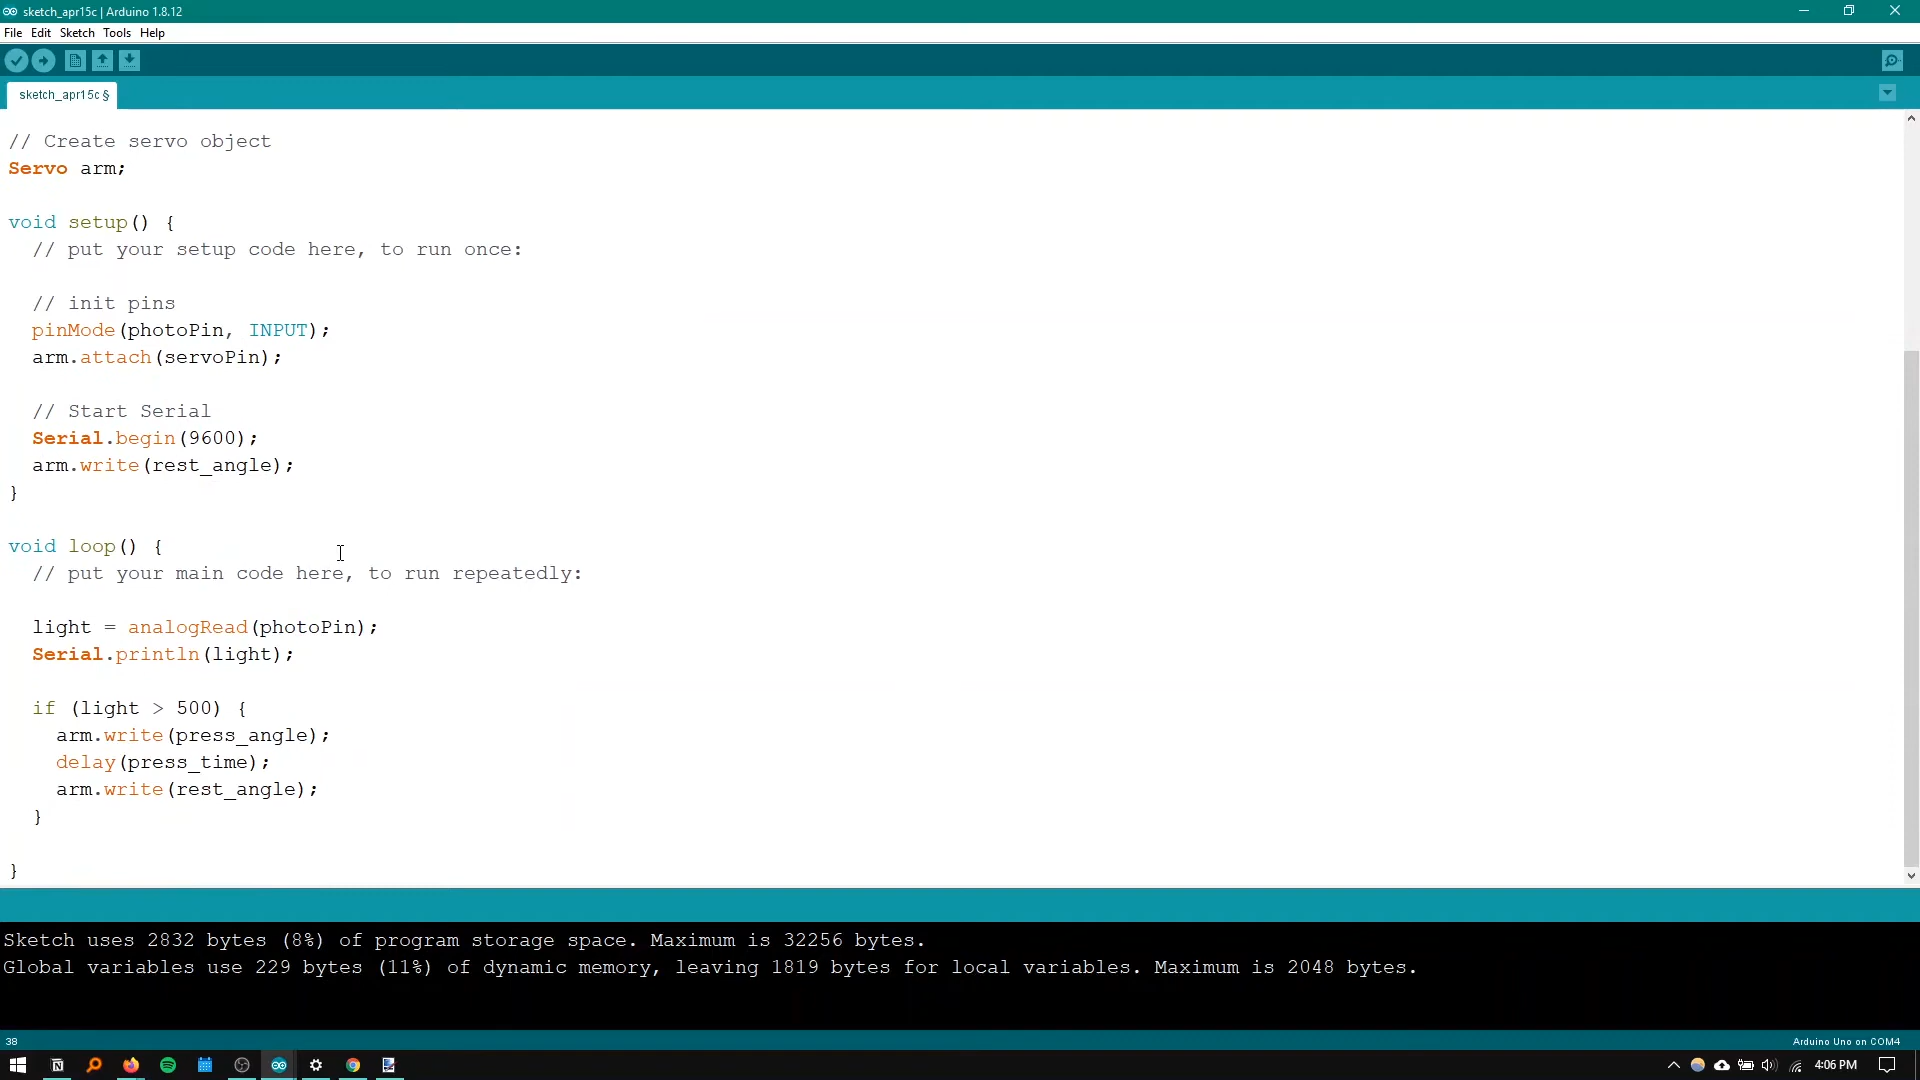 sketch_apr15c | Arduino 1.8.12
File Edit Sketch Tools Help
sketch_apr15c §
// Create servo object
Servo arm;
void setup() {
// put your setup code here, to run once:
// init pins
pinMode(photoPin, INPUT);
arm.attach(servoPin);
// Start Serial
Serial.begin(9600);
arm.write(rest_angle);
}
void loop() {
// put your main code here, to run repeatedly:
light = analogRead(photoPin);
Serial.println(light);
if (light > 500) {
arm.write(press_angle);
delay(press_time);
arm.write(rest_angle);
}
}
Sketch uses 2832 bytes (8%) of program storage space. Maximum is 32256 bytes.
Global variables use 229 bytes (11%) of dynamic memory, leaving 1819 bytes for local variables. Maximum is 2048 bytes.
38
Arduino Uno on COM4
4:06 PM